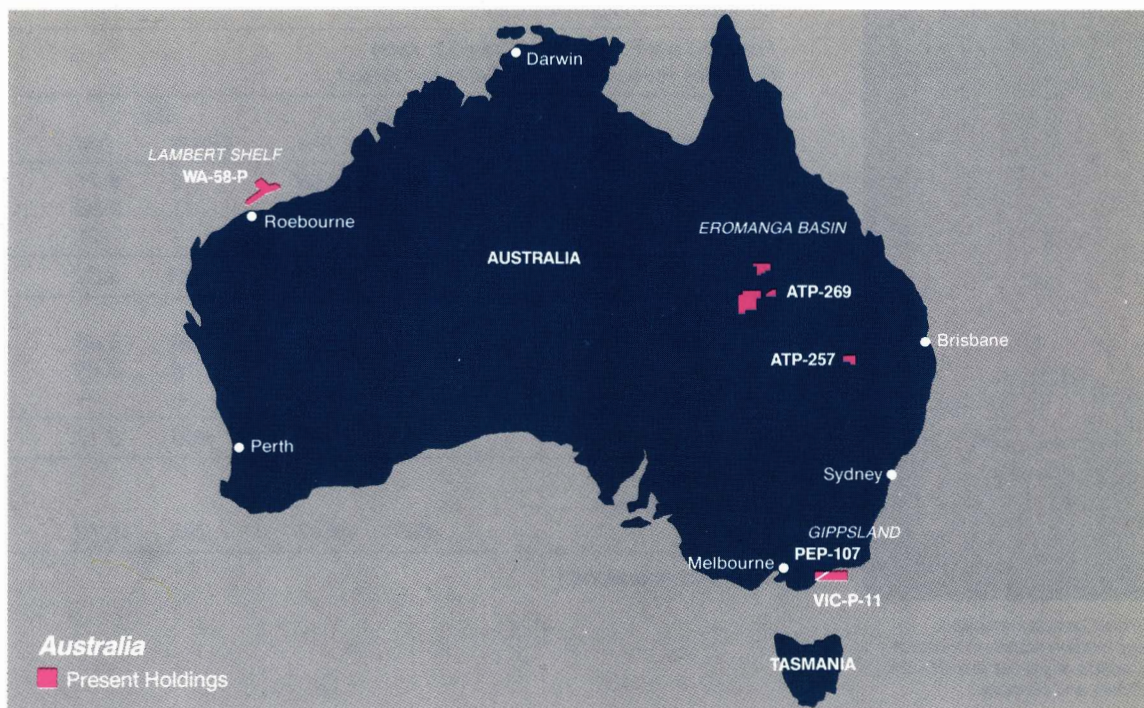 Darwin
LAMBERT SHELF
WA-58-P
Roebourne
EROMANGA BASIN
AUSTRALIA
ATP-269
Brisbane
ATP-257
Perth
Sydney
GIPPSLAND
PEP-107
Melbourne
VIC-P-11
Australia
TASMANIA
Present Holdings